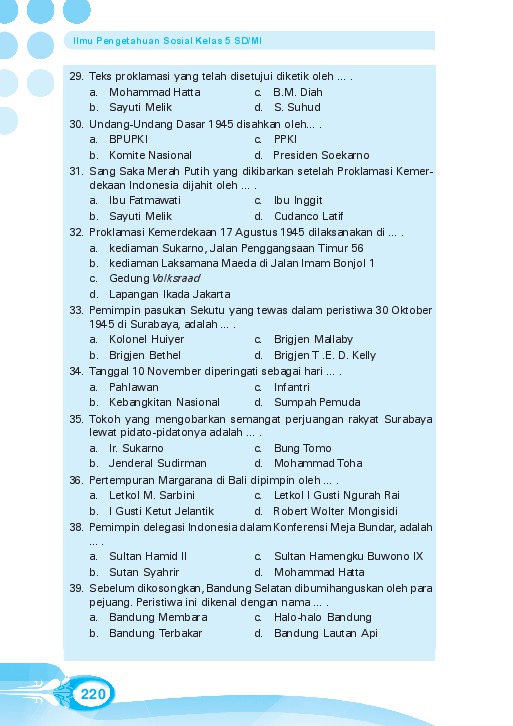 Ilmu Pengetahuan Sosial Kelas 5 SD/MI
29. Teks proklamasi yang telah disetujui diketik oleh ... .
a. Mohammad Hatta c. B.M. Diah
b. Sayuti Melik d. S. Suhud
30. Undang-Undang Dasar 1945 disahkan oleh... .
a. BPUPKI c. PPKI
b. Komite Nasional d. Presiden Soekarno
31. Sang Saka Merah Putih yang dikibarkan setelah Proklamasi Kemer-
dekaan Indonesia dijahit oleh ... .
a. Ibu Fatmawati c. Ibu Inggit
b. Sayuti Melik d. Cudanco Latif
32. Proklamasi Kemerdekaan 17 Agustus 1945 dilaksanakan di ... .
a. kediaman Sukarno, Jalan Penggangsaan Timur 56
b. kediaman Laksamana Maeda di Jalan Imam Bonjol 1
c. Gedung Volksraad
d. Lapangan Ikada Jakarta
33. Pemimpin pasukan Sekutu yang tewas dalam peristiwa 30 Oktober
1945 di Surabaya, adalah ... .
a. Kolonel Huiyer c. Brigjen Mallaby
b. Brigjen Bethel d. Brigjen T .E. D. Kelly
34. Tanggal 10 November diperingati sebagai hari ... .
a. Pahlawan c. Infantri
b. Kebangkitan Nasional d. Sumpah Pemuda
35. Tokoh yang mengobarkan semangat perjuangan rakyat Surabaya
lewat pidato-pidatonya adalah ... .
a. Ir. Sukarno c. Bung Tomo
b. Jenderal Sudirman d. Mohammad Toha
36. Pertempuran Margarana di Bali dipimpin oleh ... .
a. Letkol M. Sarbini c. Letkol I Gusti Ngurah Rai
b. I Gusti Ketut Jelantik d. Robert Wolter Mongisidi
38. Pemimpin delegasi Indonesia dalam Konferensi Meja Bundar, adalah
... .
a. Sultan Hamid II c. Sultan Hamengku Buwono IX
b. Sutan Syahrir d. Mohammad Hatta
39. Sebelum dikosongkan, Bandung Selatan dibumihanguskan oleh para
pejuang. Peristiwa ini dikenal dengan nama ... .
a. Bandung Membara c. Halo-halo Bandung
b. Bandung Terbakar d. Bandung Lautan Api
220